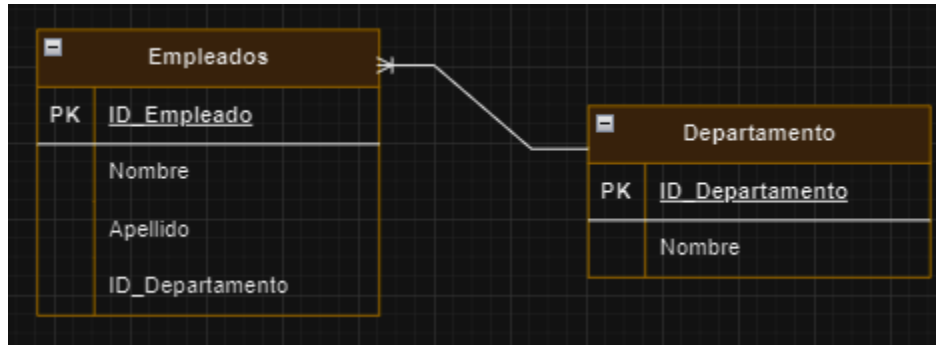 Empleados
PK ID_Empleado
Nombre
Apellido
ID_Departamento
Departamento
PK ID_Departamento
Nombre